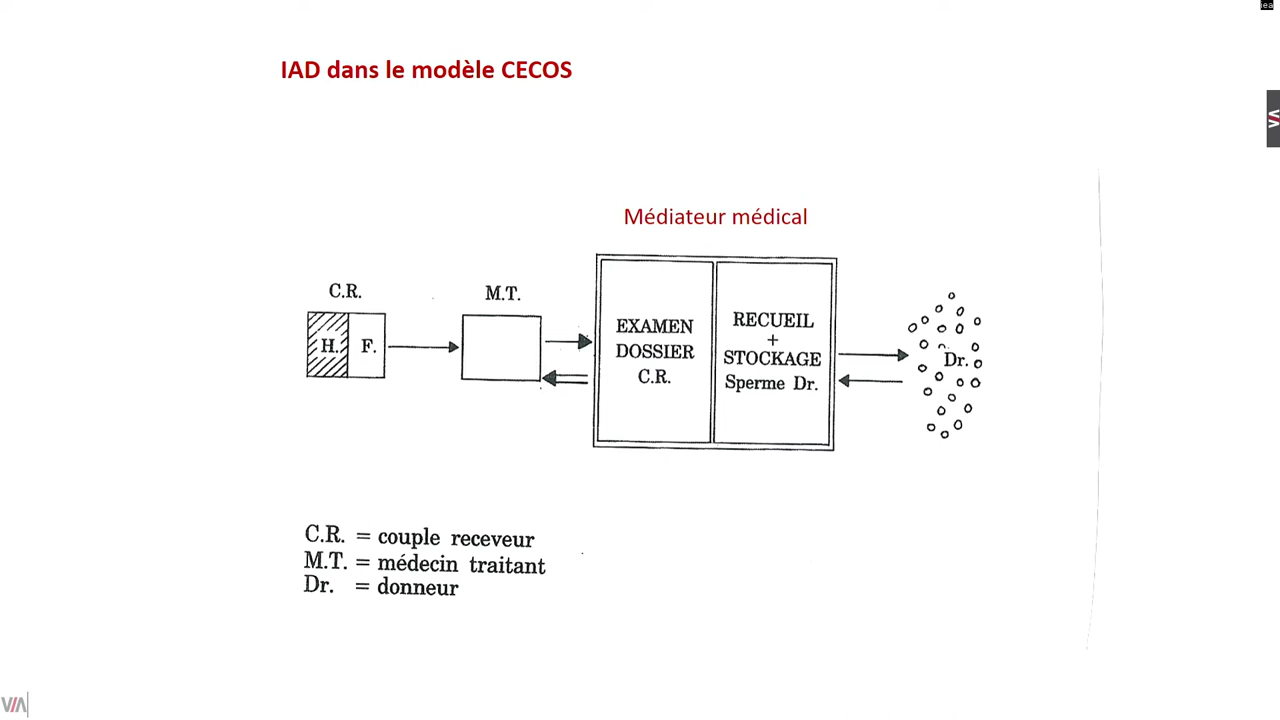 IAD dans le modèle CECOS
Médiateur médical
C.R.
M.T.
H. F.
EXAMEN
DOSSIER
C.R.
RECUEIL
+
STOCKAGE
Sperme Dr.
Dr.
C.R. = couple receveur
M.T. = médecin traitant
Dr. = donneur
VIA